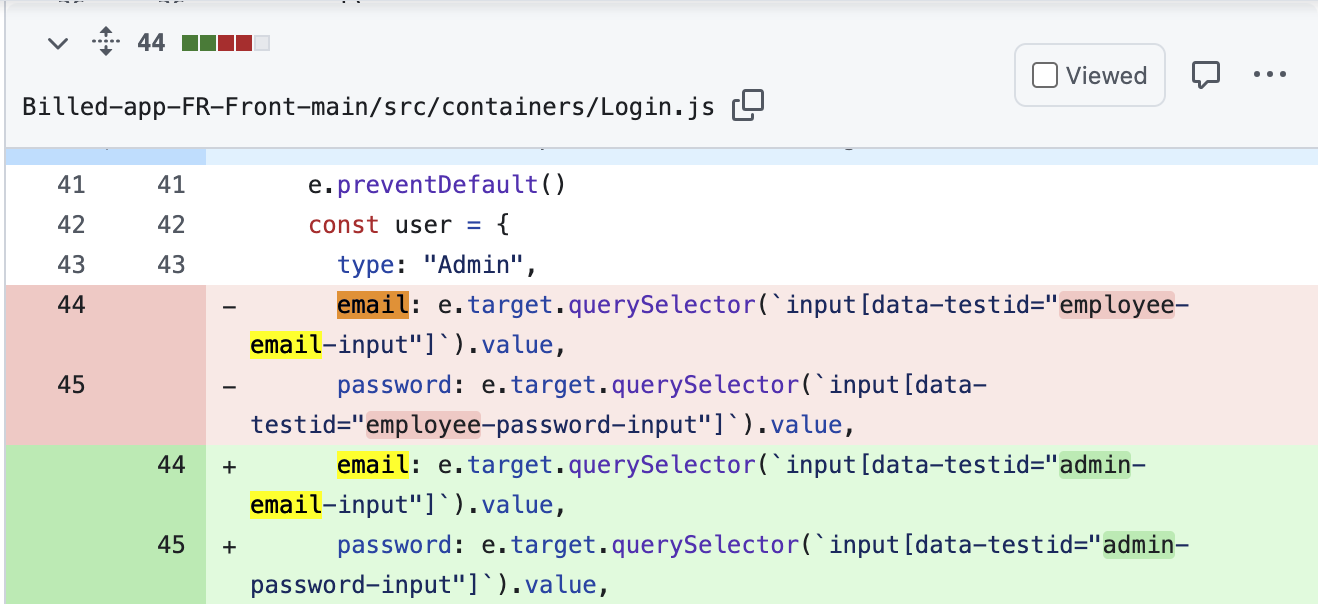 44
Viewed
Billed-app-FR-Front-main/src/containers/Login.js
41 41 e.preventDefault()
42 42 const user = {
43 43 type: "Admin",
44 - email: e.target.querySelector(`input[data-testid="employee-
email-input"]`).value,
45 - password: e.target.querySelector(`input[data-
testid="employee-password-input"]`).value,
44 + email: e.target.querySelector(`input[data-testid="admin-
email-input"]`).value,
45 + password: e.target.querySelector(`input[data-testid="admin-
password-input"]`).value,